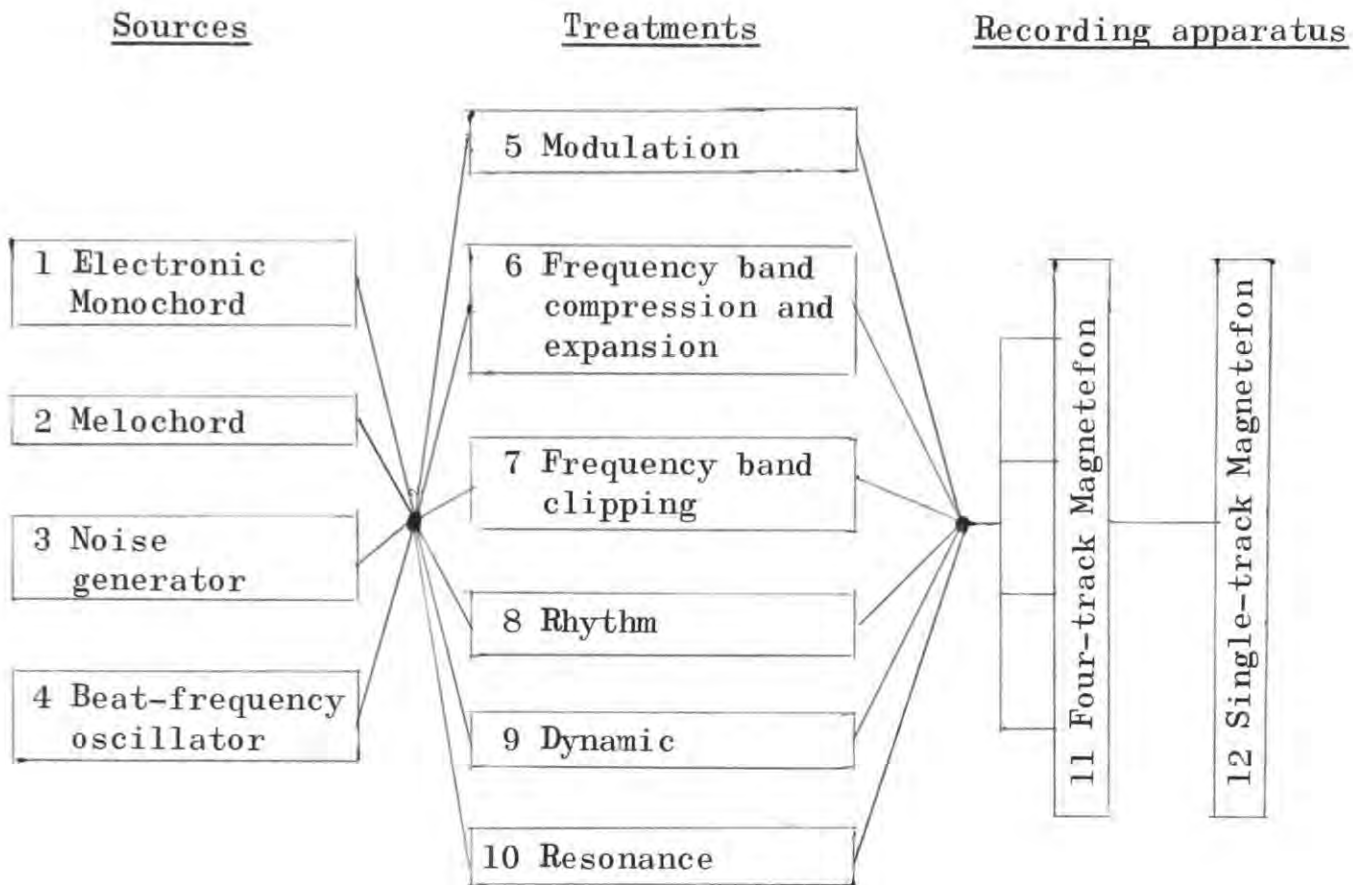 Sources
Treatments
Recording apparatus
1 Electronic
Monochord
2 Melochord
3 Noise
generator
4 Beat-frequency
oscillator
5 Modulation
6 Frequency band
compression and
expansion
7 Frequency band
clipping
8 Rhythm
9 Dynamic
10 Resonance
11 Four-track Magnetefon
12 Single-track Magnetefon